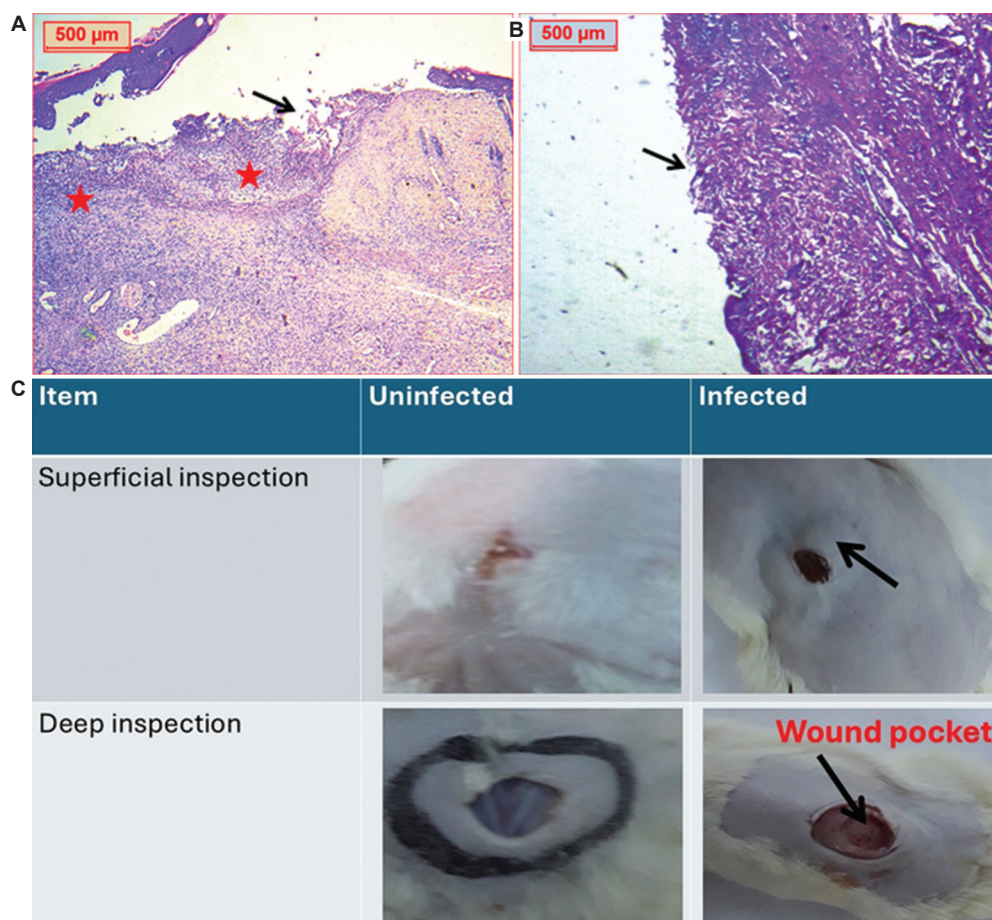 A
500 µm
B
500 µm
C
Item
Uninfected
Infected
Superficial inspection
Deep inspection
Wound pocket